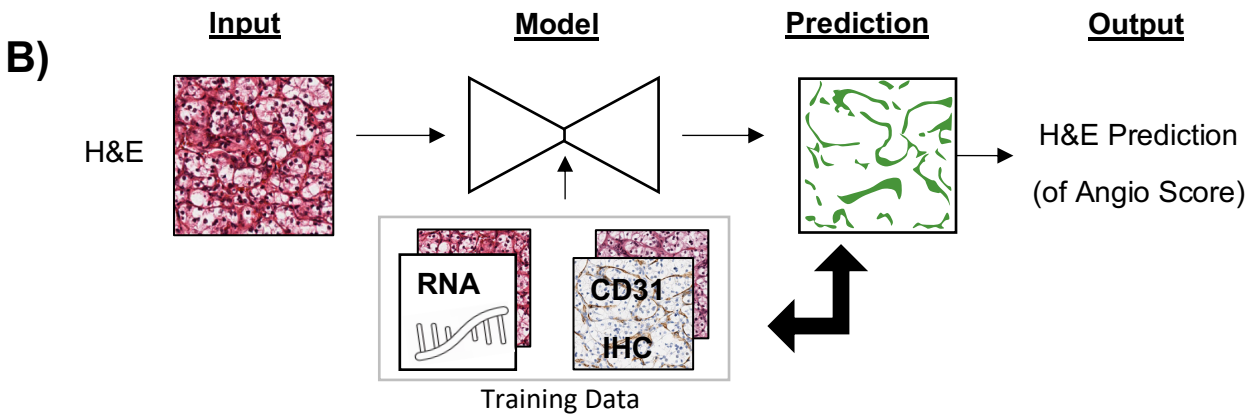 Input
Model
Prediction
Output
B)
H&E
H&E Prediction
(of Angio Score)
RNA
CD31
IHC
Training Data